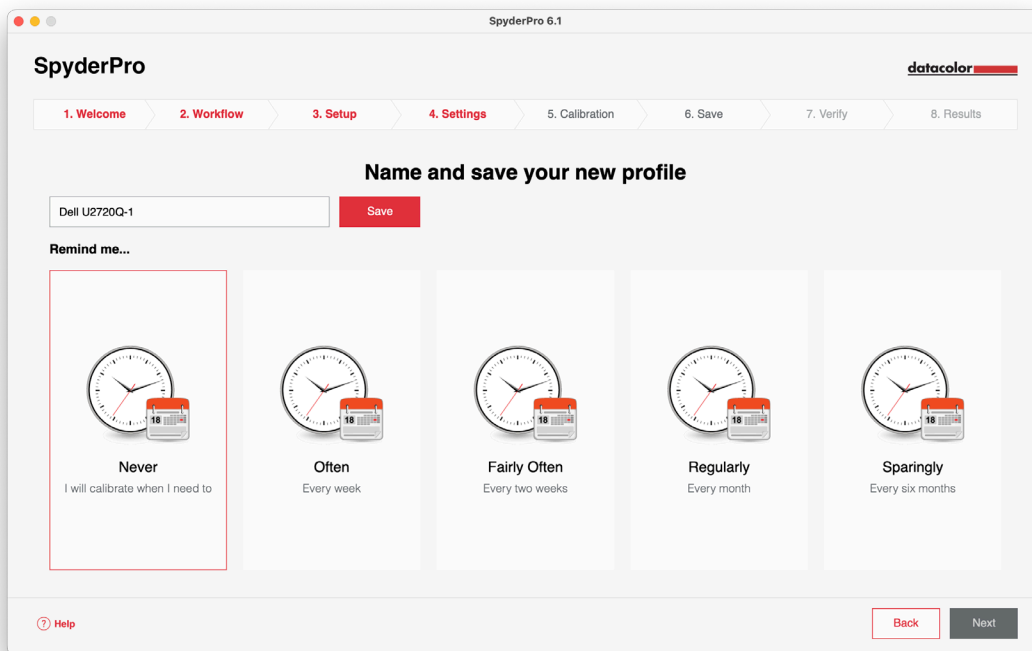 SpyderPro 6.1
SpyderPro
datacolor
1. Welcome
2. Workflow
3. Setup
4. Settings
5. Calibration
6. Save
7. Verify
8. Results
Name and save your new profile
Dell U2720Q-1
Save
Remind me...
18
Never
I will calibrate when I need to
18
Often
Every week
18
Fairly Often
Every two weeks
18
Regularly
Every month
18
Sparingly
Every six months
? Help
Back
Next